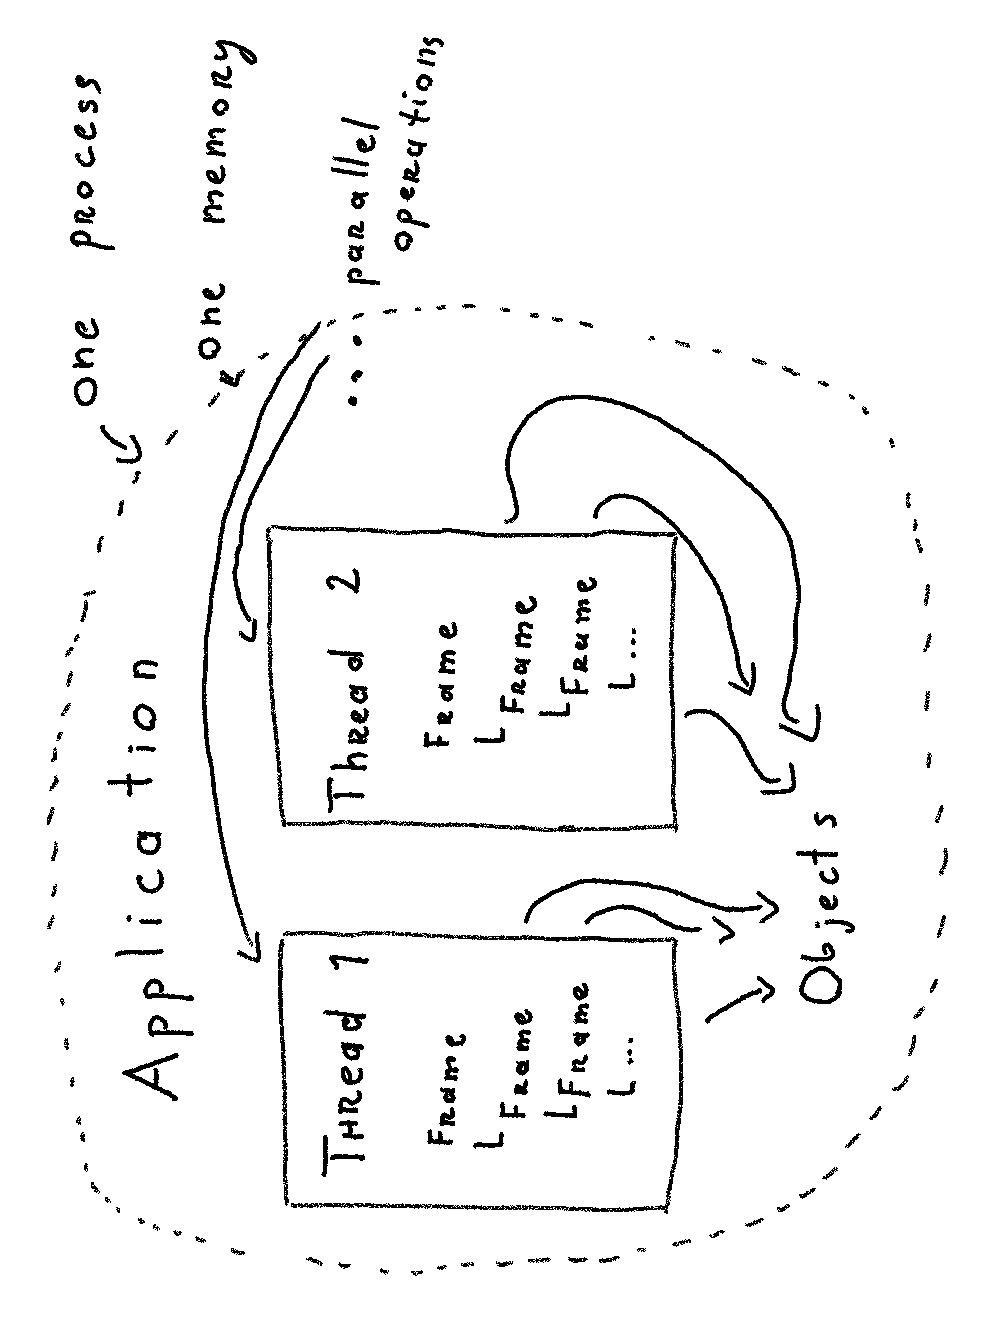 one process
one memory
... parallel
operations
Application
Thread 1
Frame
Frame
Frame
...
Thread 2
Frame
Frame
Frame
...
Objects